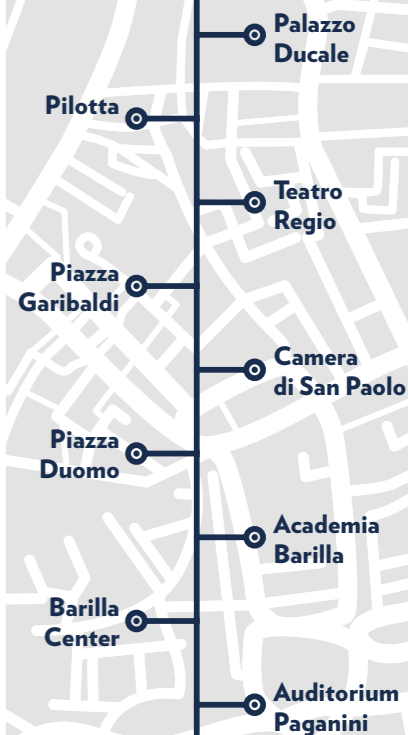 Palazzo
Ducale
Pilotta
Teatro
Regio
Piazza
Garibaldi
Camera
di San Paolo
Piazza
Duomo
Academia
Barilla
Barilla
Center
Auditorium
Paganini